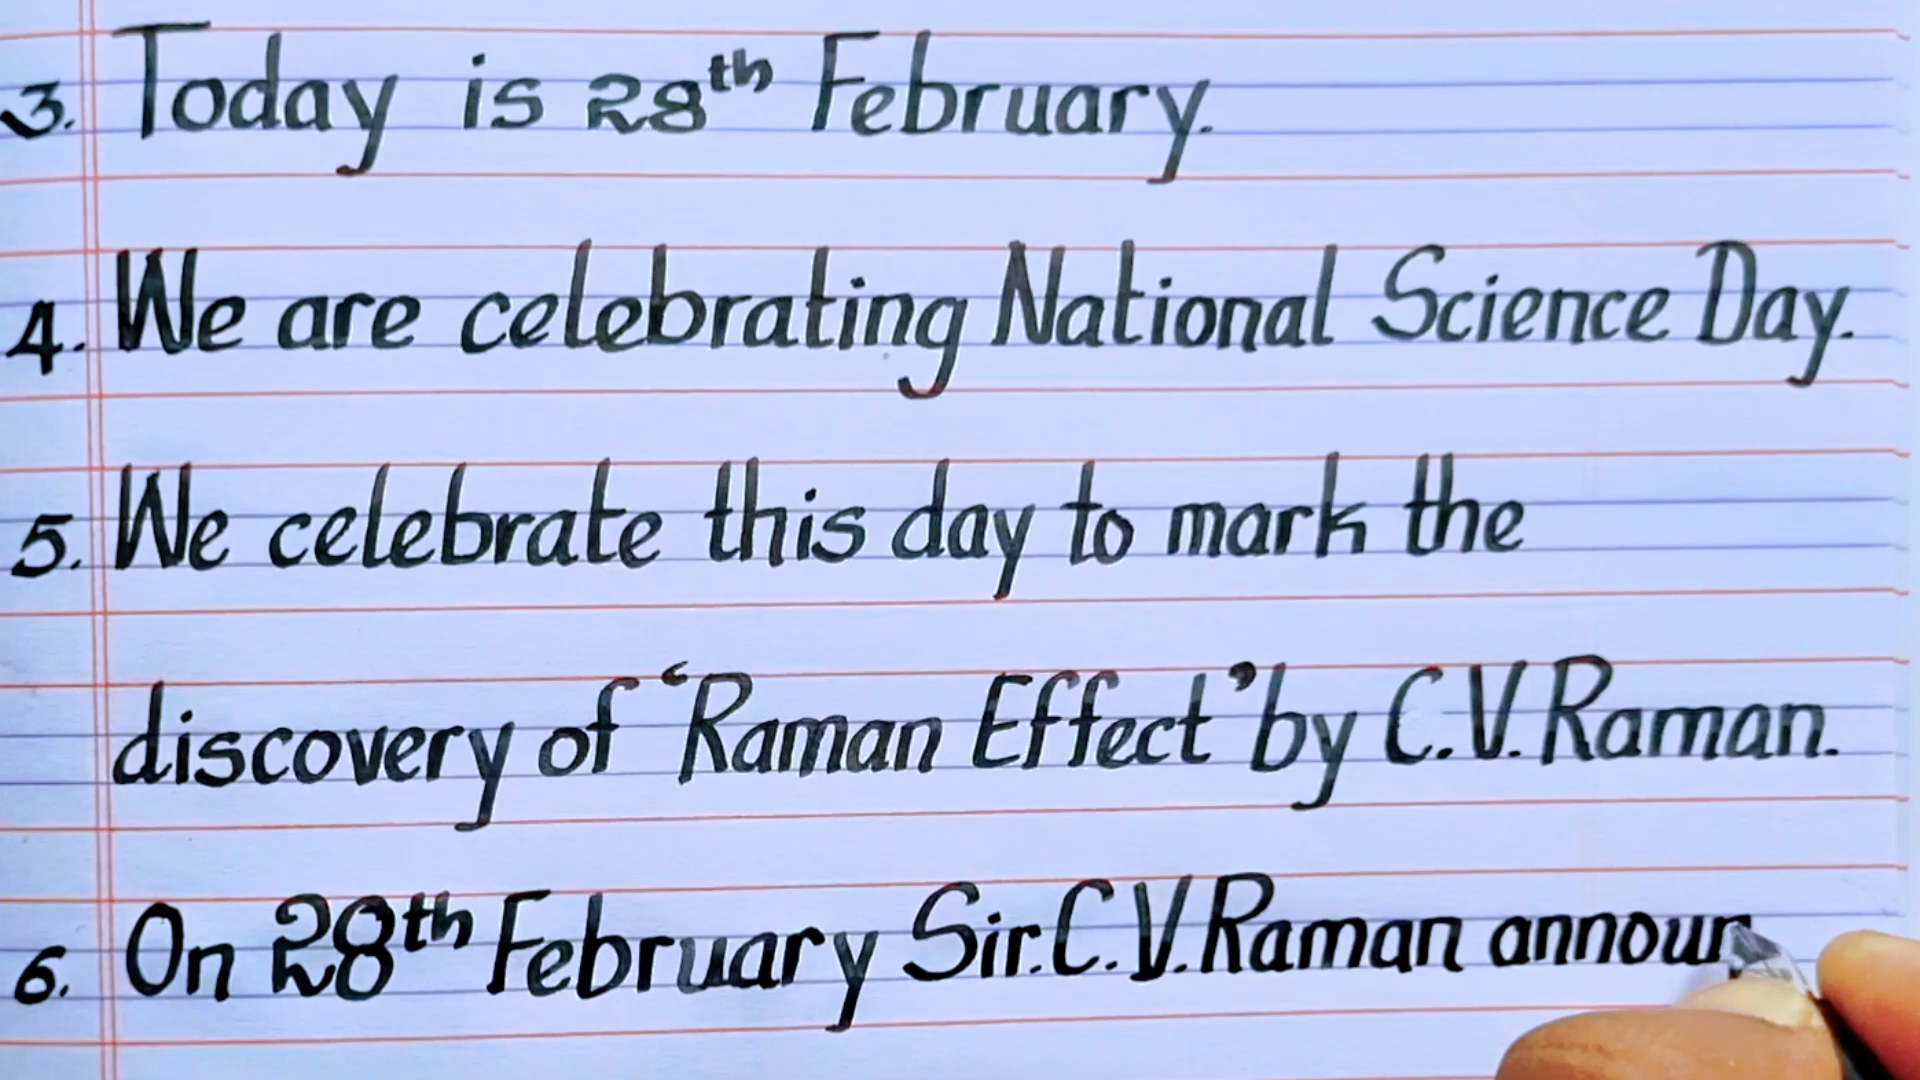 3. Today is 28th February.
4. We are celebrating National Science Day.
5. We celebrate this day to mark the
discovery of ‘Raman Effect’ by C.V. Raman.
6. On 28th February Sir. C.V. Raman